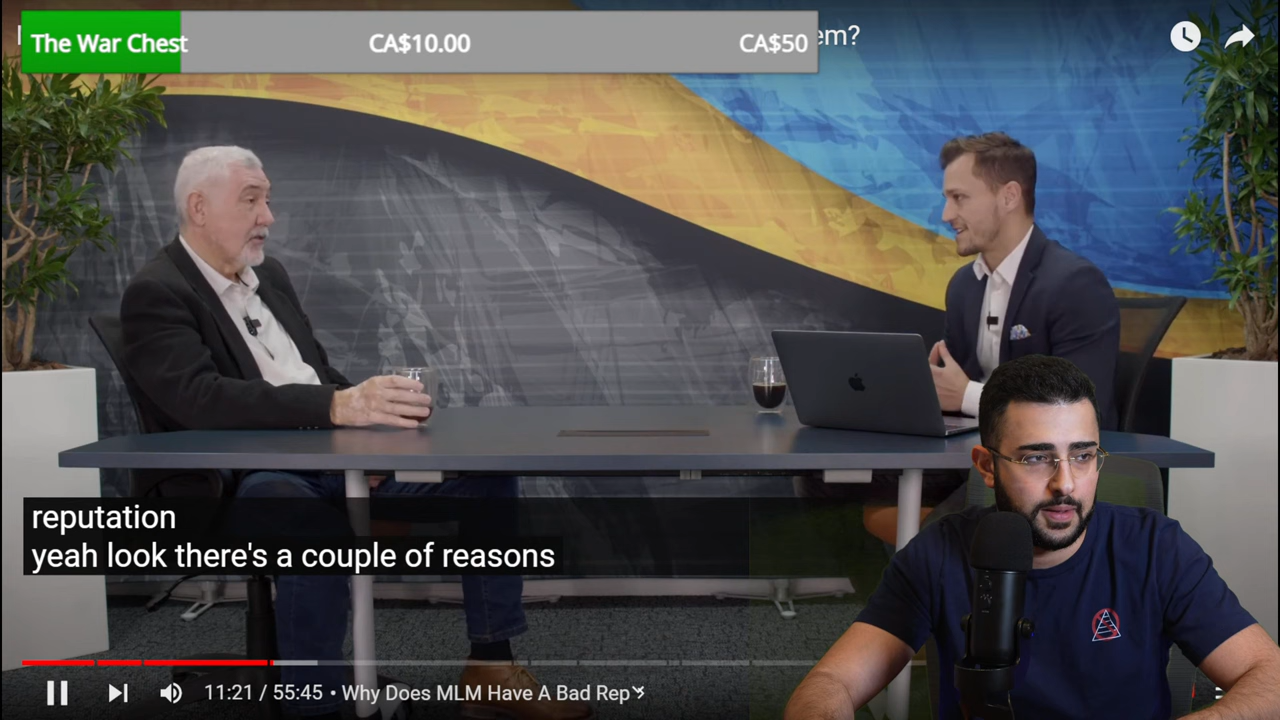 The War Chest CA$10.00 CA$50 em?
reputation
yeah look there's a couple of reasons
11:21 / 55:45 • Why Does MLM Have A Bad Rep